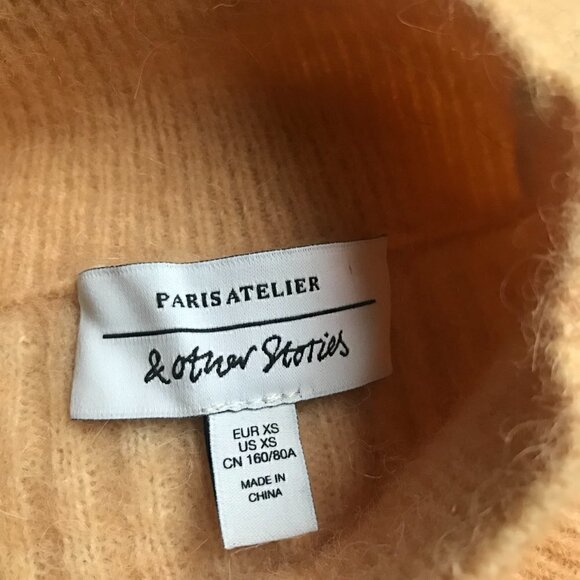 PARIS ATELIER
& other Stories
EUR XS
US XS
CN 160/80A
MADE IN
CHINA